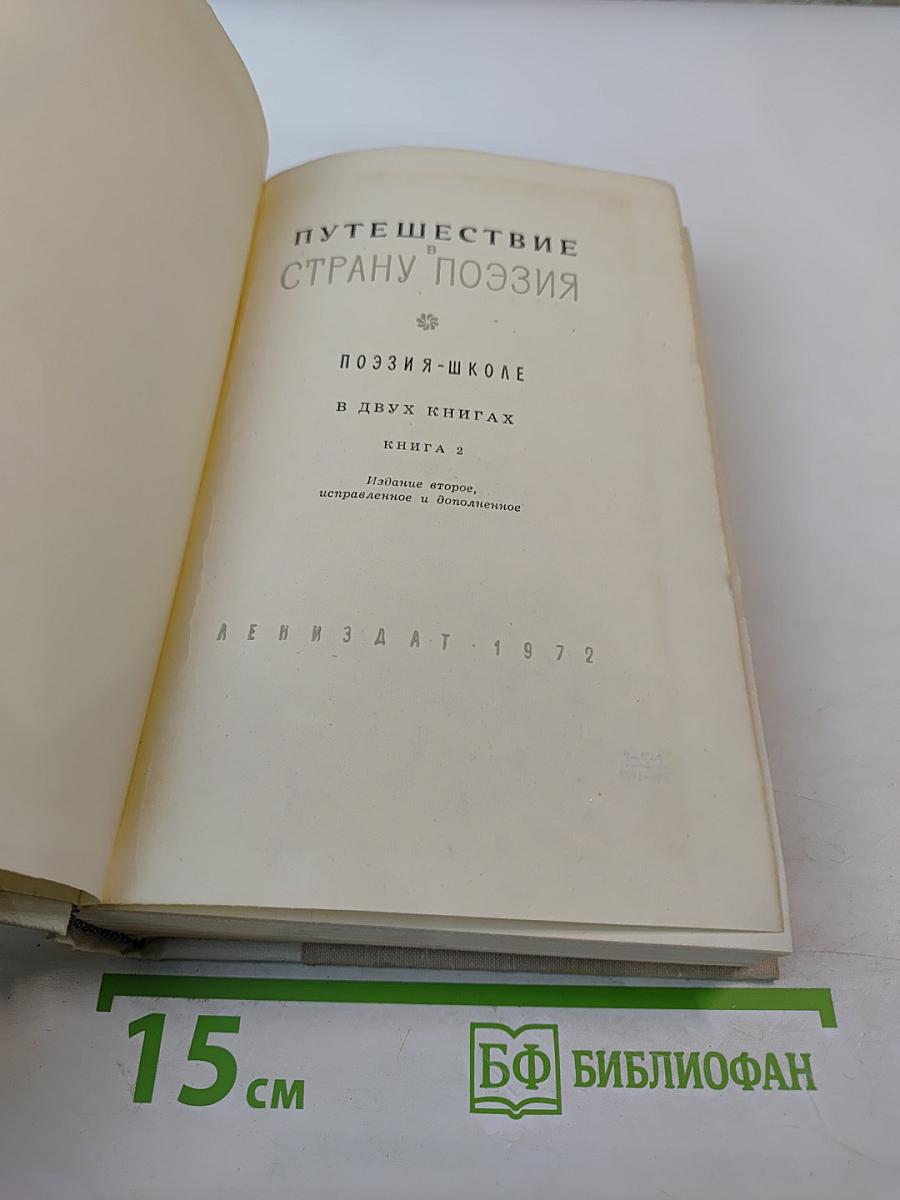 ПУТЕШЕСТВИЕ
В
СТРАНУ ПОЭЗИЯ
ПОЭЗИЯ-ШКОЛЕ
В ДВУХ КНИГАХ
КНИГА 2
Издание второе,
исправленное и дополненное
ЛЕНИЗДАТ · 1972
15 см
БФ БИБЛИОФАН